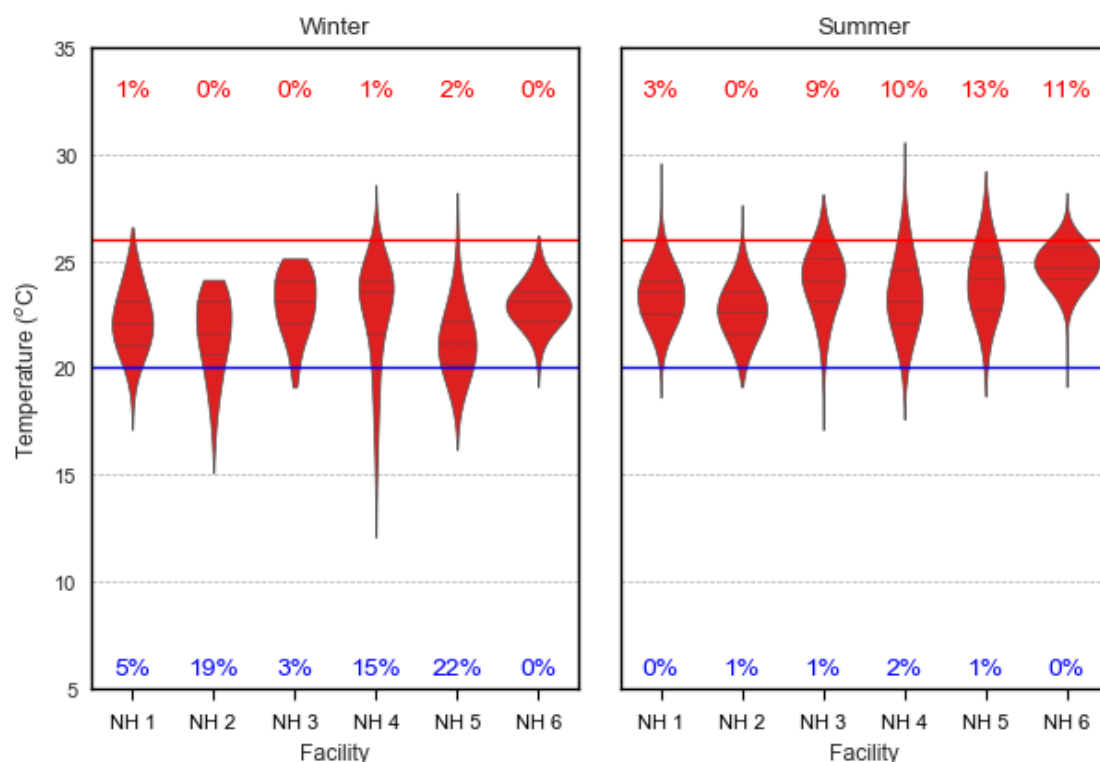 Winter
Summer
Temperature (°C)
35
30
25
20
15
10
5
1% 0% 0% 1% 2% 0%
5% 19% 3% 15% 22% 0%
NH 1 NH 2 NH 3 NH 4 NH 5 NH 6
Facility
3% 0% 9% 10% 13% 11%
0% 1% 1% 2% 1% 0%
NH 1 NH 2 NH 3 NH 4 NH 5 NH 6
Facility